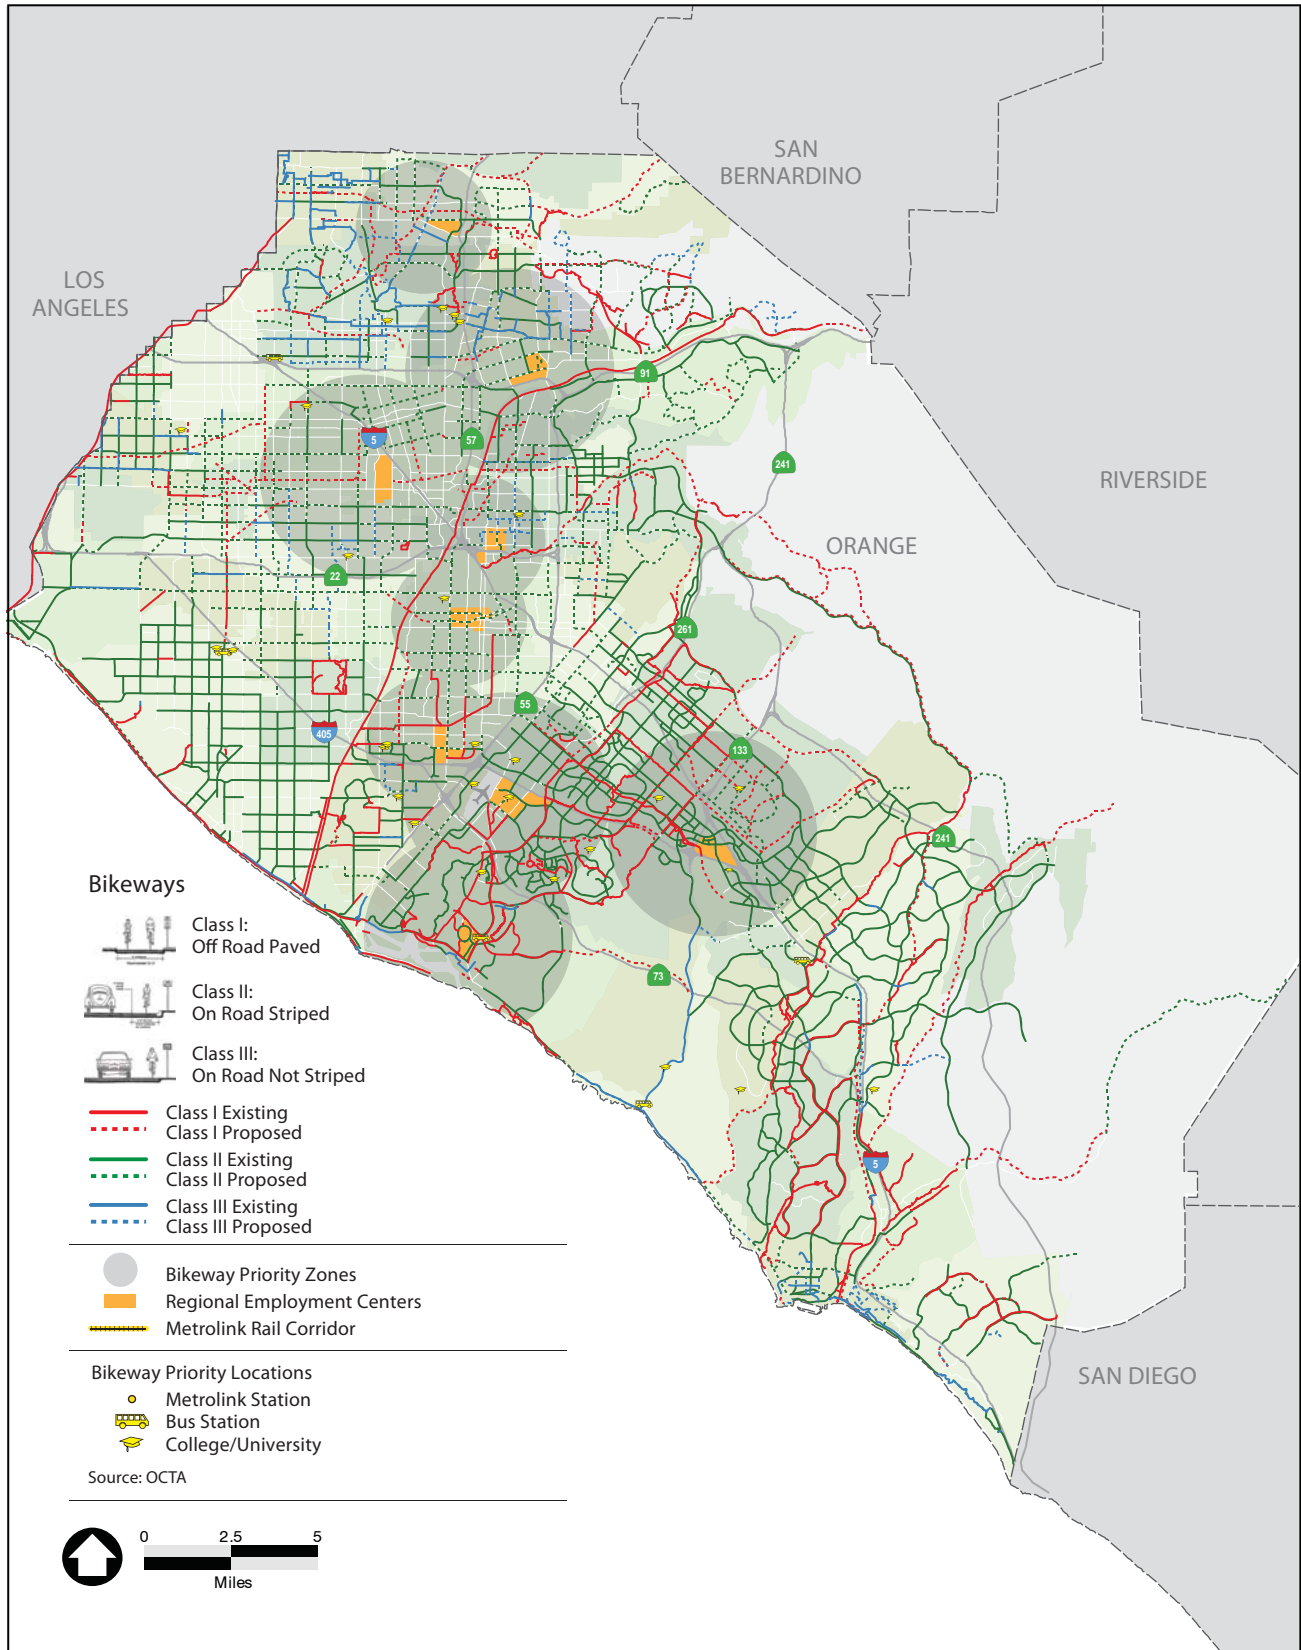 SAN
BERNARDINO
LOS
ANGELES
RIVERSIDE
ORANGE
SAN DIEGO
91
5
57
241
22
261
55
405
133
241
73
5
Bikeways
Class I:
Off Road Paved
Class II:
On Road Striped
Class III:
On Road Not Striped
Class I Existing
Class I Proposed
Class II Existing
Class II Proposed
Class III Existing
Class III Proposed
Bikeway Priority Zones
Regional Employment Centers
Metrolink Rail Corridor
Bikeway Priority Locations
Metrolink Station
Bus Station
College/University
Source: OCTA
0 2.5 5
Miles